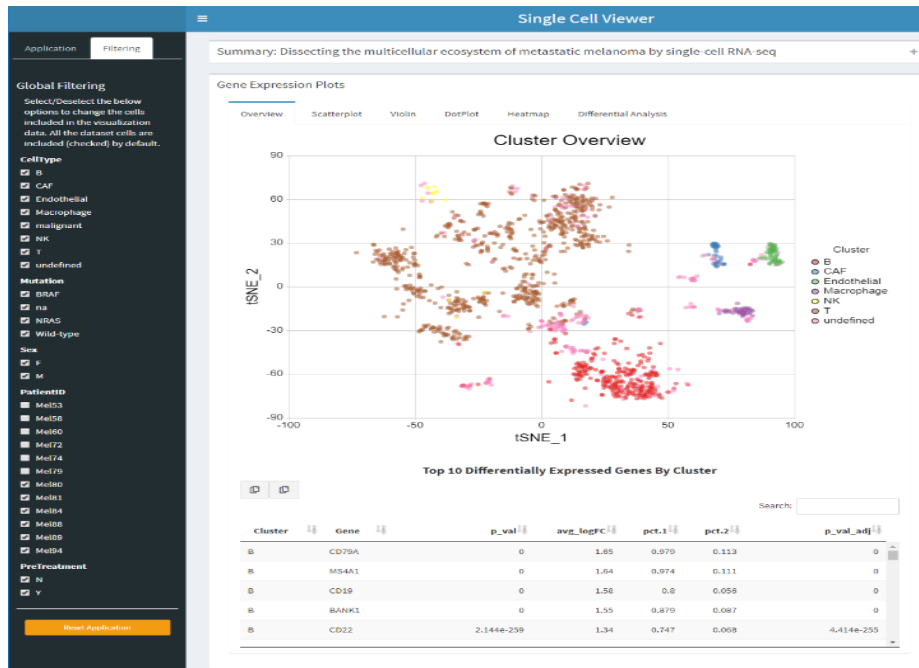 Single Cell Viewer
Application
Filtering
Global Filtering
Select/Deselect the below
options to change the cells
included in the visualization
data. All the dataset cells are
included (checked) by default.
CellType
B
CAF
Endothelial
Macrophage
malignant
NK
T
undefined
Mutation
BRAF
na
NRAS
Wild-type
Sex
F
M
PatientID
Mel53
Mel58
Mel60
Mel72
Mel74
Mel79
Mel80
Mel81
Mel84
Mel88
Mel89
Mel94
PreTreatment
N
Y
Reset Application
Summary: Dissecting the multicellular ecosystem of metastatic melanoma by single-cell RNA-seq +
Gene Expression Plots
Overview Scatterplot Violin DotPlot Heatmap Differential Analysis
Cluster Overview
90
60
30
0
-30
-60
-90
tSNE_2
-100 -50 0 50 100
tSNE_1
Cluster
B
CAF
Endothelial
Macrophage
NK
T
undefined
Top 10 Differentially Expressed Genes By Cluster
Search:
Cluster Gene p_val avg_logFC pct.1 pct.2 p_val_adj
B CD79A 0 1.65 0.979 0.113 0
B MS4A1 0 1.64 0.974 0.111 0
B CD19 0 1.58 0.8 0.056 0
B BANK1 0 1.55 0.879 0.087 0
B CD22 2.144e-259 1.34 0.747 0.068 4.414e-255